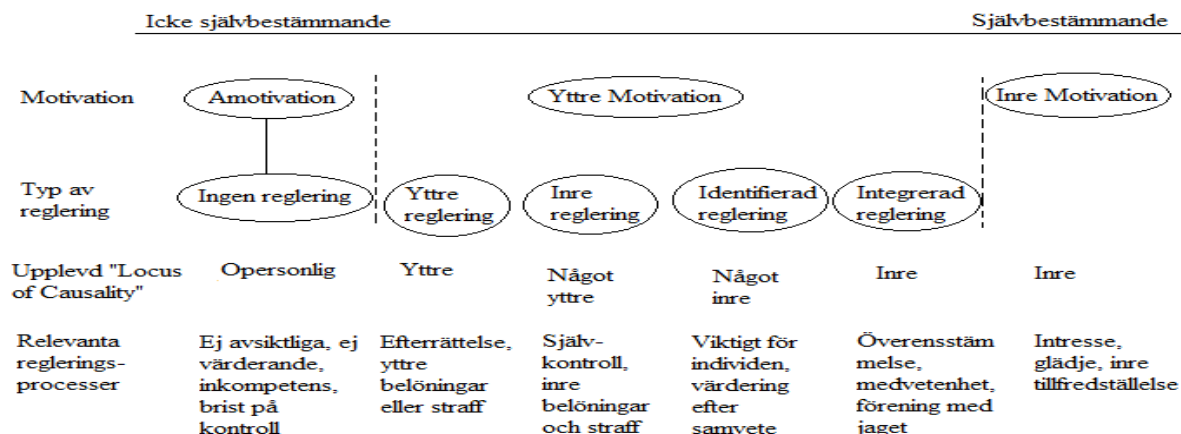 Icke självbestämmande
Självbestämmande
Motivation
Amotivation
Yttre Motivation
Inre Motivation
Typ av
reglering
Ingen reglering
Yttre
reglering
Inre
reglering
Identifierad
reglering
Integrerad
reglering
Upplevd "Locus
of Causality"
Opersonlig
Yttre
Något
yttre
Något
inre
Inre
Inre
Relevanta
reglerings-
processer
Ej avsiktliga, ej
värderande,
inkompetens,
brist på
kontroll
Efterrättelse,
yttre
belöningar
eller straff
Själv-
kontroll,
inre
belöningar
och straff
Viktigt för
individen,
värdering
efter
samvete
Överensstäm
melse,
medvetenhet,
förening med
jaget
Intresse,
glädje, inre
tillfredställelse